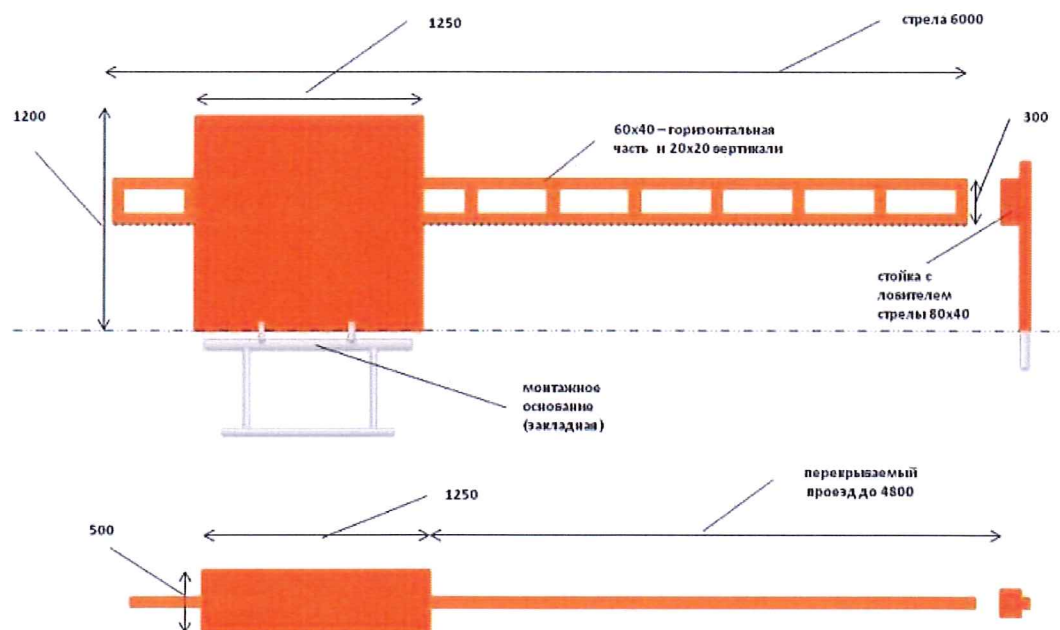 1250
стрела 6000
1200
60х40 – горизонтальная
часть и 20х20 вертикали
300
стойка с
ловителем
стрелы 80х40
монтажное
основание
(закладная)
перекрываемый
проезд до 4800
1250
500